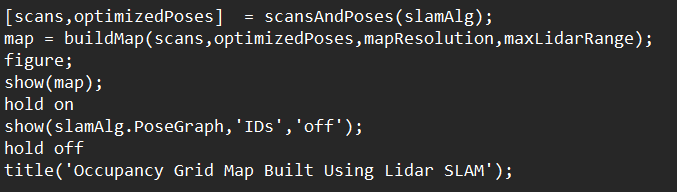 [scans,optimizedPoses]  = scansAndPoses(slamAlg);
map = buildMap(scans,optimizedPoses,mapResolution,maxLidarRange);
figure;
show(map);
hold on
show(slamAlg.PoseGraph,'IDs','off');
hold off
title('Occupancy Grid Map Built Using Lidar SLAM');